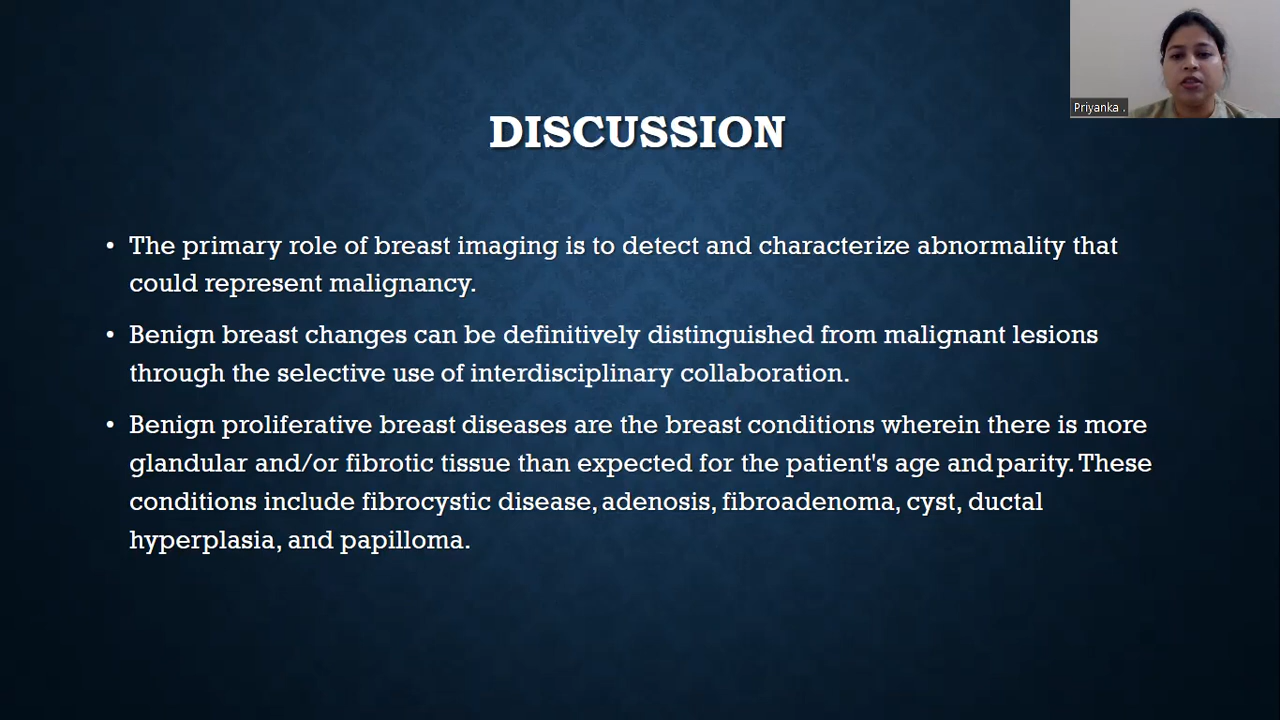 DISCUSSION
Priyanka .
• The primary role of breast imaging is to detect and characterize abnormality that
could represent malignancy.
• Benign breast changes can be definitively distinguished from malignant lesions
through the selective use of interdisciplinary collaboration.
• Benign proliferative breast diseases are the breast conditions wherein there is more
glandular and/or fibrotic tissue than expected for the patient's age and parity. These
conditions include fibrocystic disease, adenosis, fibroadenoma, cyst, ductal
hyperplasia, and papilloma.